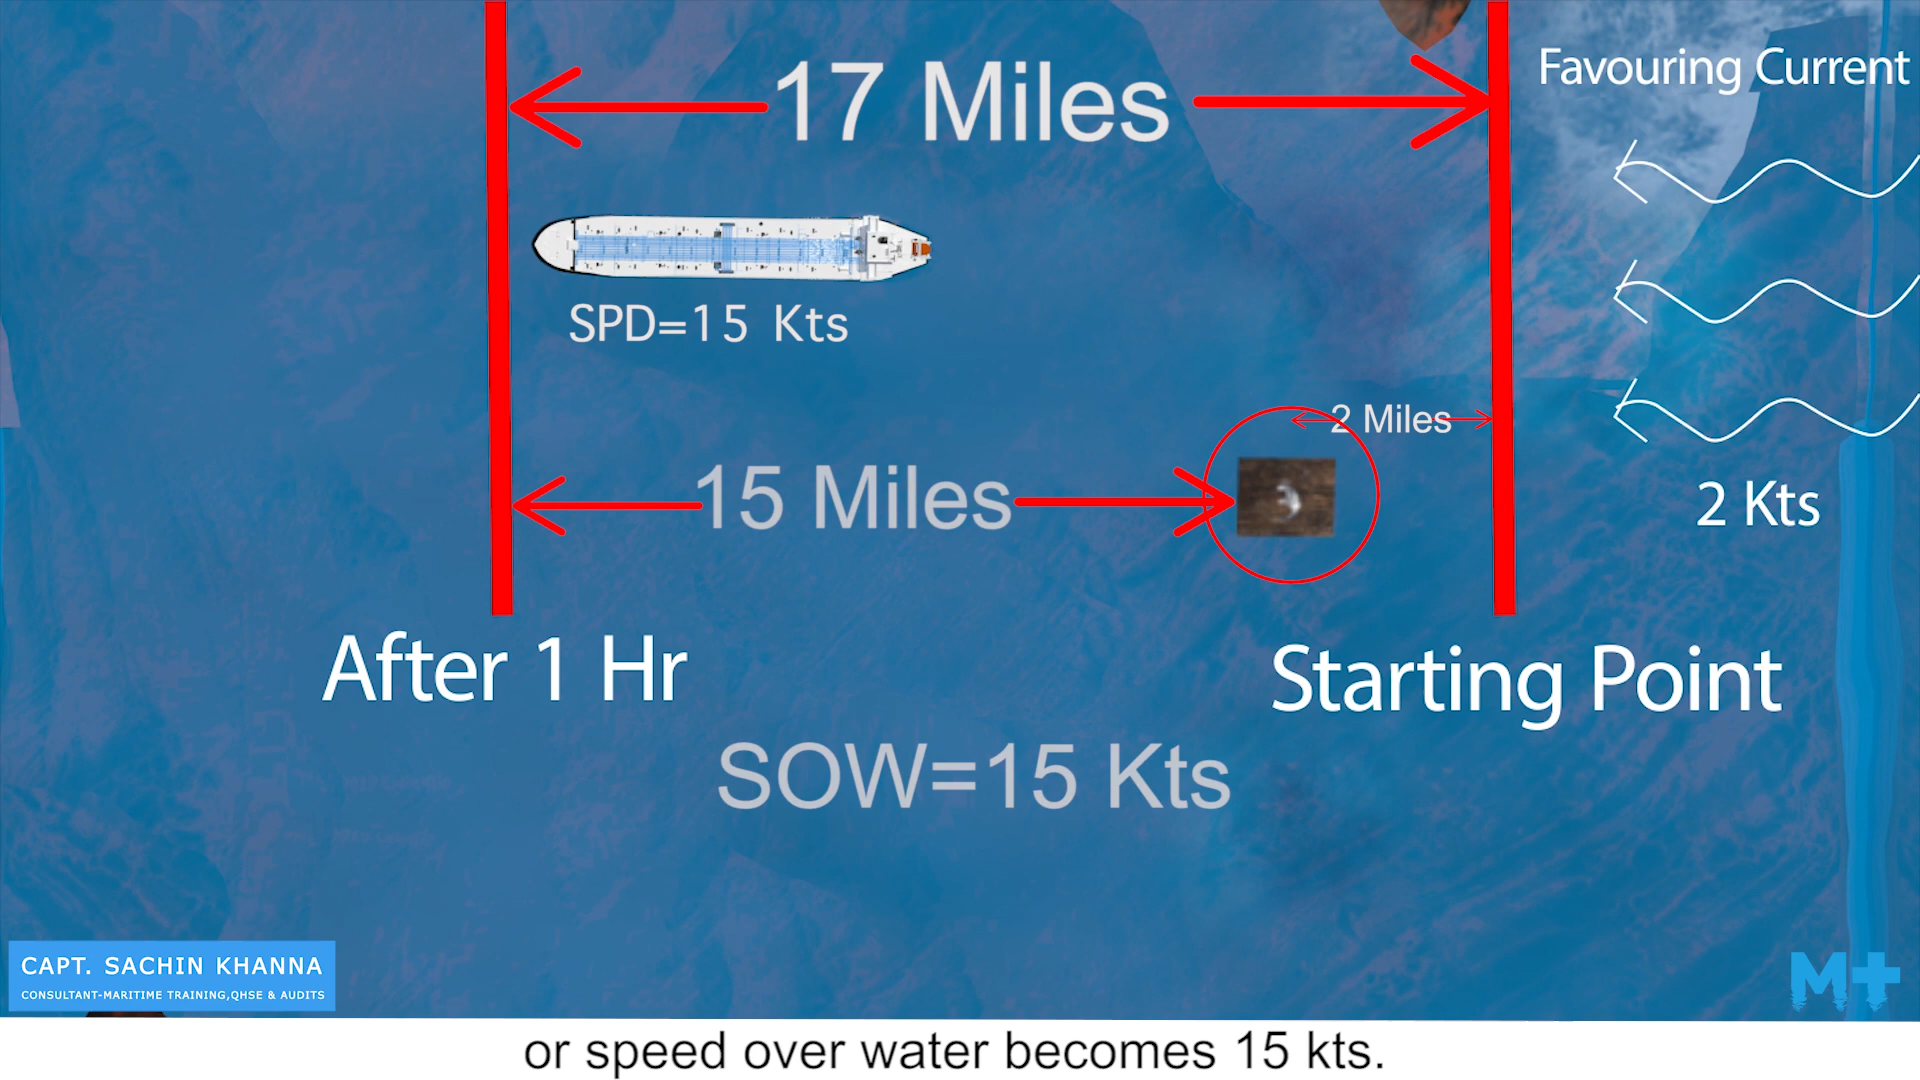 17 Miles
Favouring Current
SPD=15 Kts
2 Miles
15 Miles
2 Kts
After 1 Hr
Starting Point
SOW=15 Kts
CAPT. SACHIN KHANNA
CONSULTANT-MARITIME TRAINING,QHSE & AUDITS
M+
or speed over water becomes 15 kts.